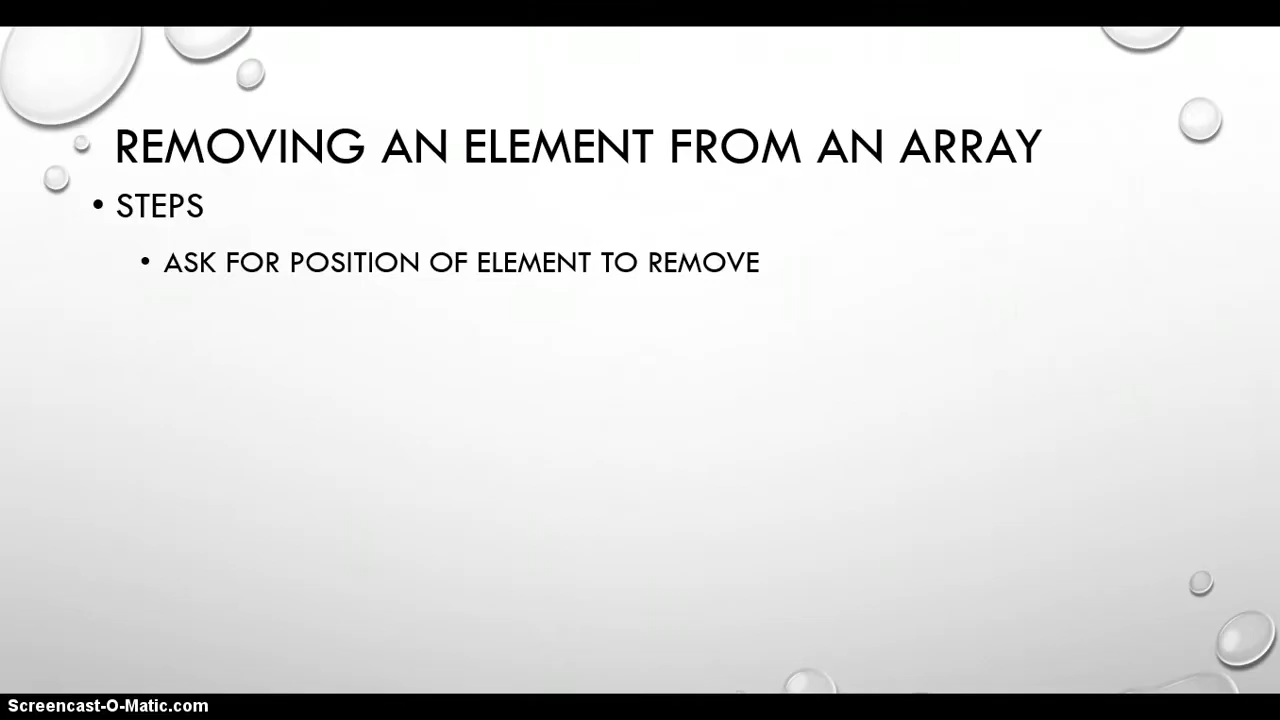 REMOVING AN ELEMENT FROM AN ARRAY
• STEPS
• ASK FOR POSITION OF ELEMENT TO REMOVE
Screencast-O-Matic.com